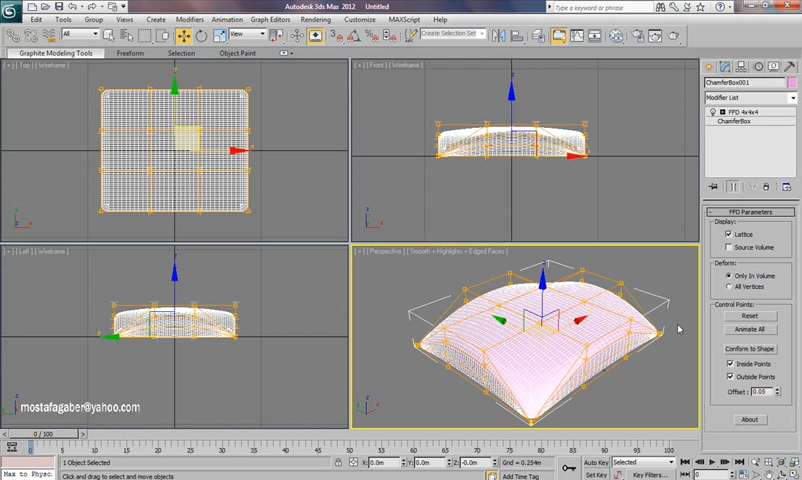 Autodesk 3ds Max 2012    Untitled
Type a keyword or phrase
Edit Tools Group Views Create Modifiers Animation Graph Editors Rendering Customize MAXScript Help
All View Create Selection Se
Graphite Modeling Tools Freeform Selection Object Paint
[ + ] [ Top ] [ Wireframe ]
[ + ] [ Front ] [ Wireframe ]
ChamferBox001
Modifier List
FFD 4x4x4
ChamferBox
FFD Parameters
Display:
Lattice
Source Volume
Deform:
Only In Volume
All Vertices
Control Points:
Reset
Animate All
Conform to Shape
Inside Points
Outside Points
Offset : 0.05
About
[ + ] [ Left ] [ Wireframe ]
[ + ] [ Perspective ] [ Smooth + Highlights + Edged Faces ]
mostafagaber@yahoo.com
0 / 100
0 5 10 15 20 25 30 35 40 45 50 55 60 65 70 75 80 85 90 95 100
1 Object Selected
X: 0.0m Y: 0.0m Z: -0.0m Grid = 0.254m
Auto Key Selected
Max to Physc.
Click and drag to select and move objects
Add Time Tag
Set Key Key Filters... 0